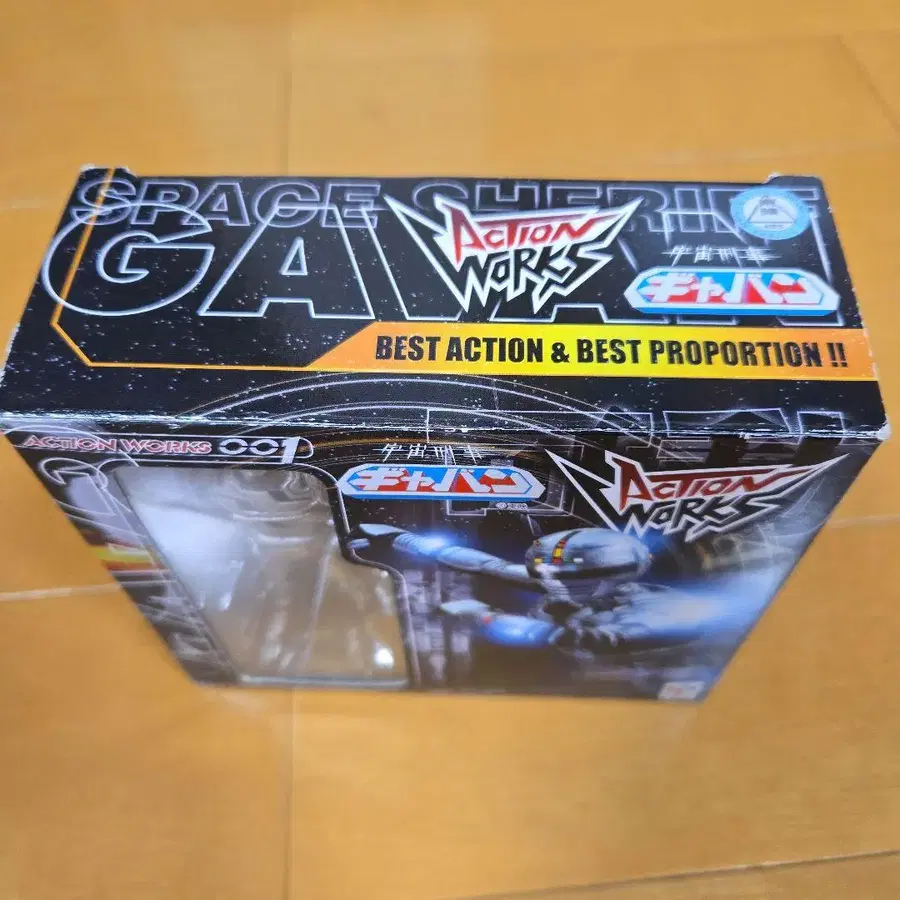 SPACE SHERIFF
GAVAN
ACTION
WORKS
宇宙刑事
ギャバン
BEST ACTION & BEST PROPORTION !!
ACTION WORKS 001
宇宙刑事
ギャバン
ACTION
WORKS